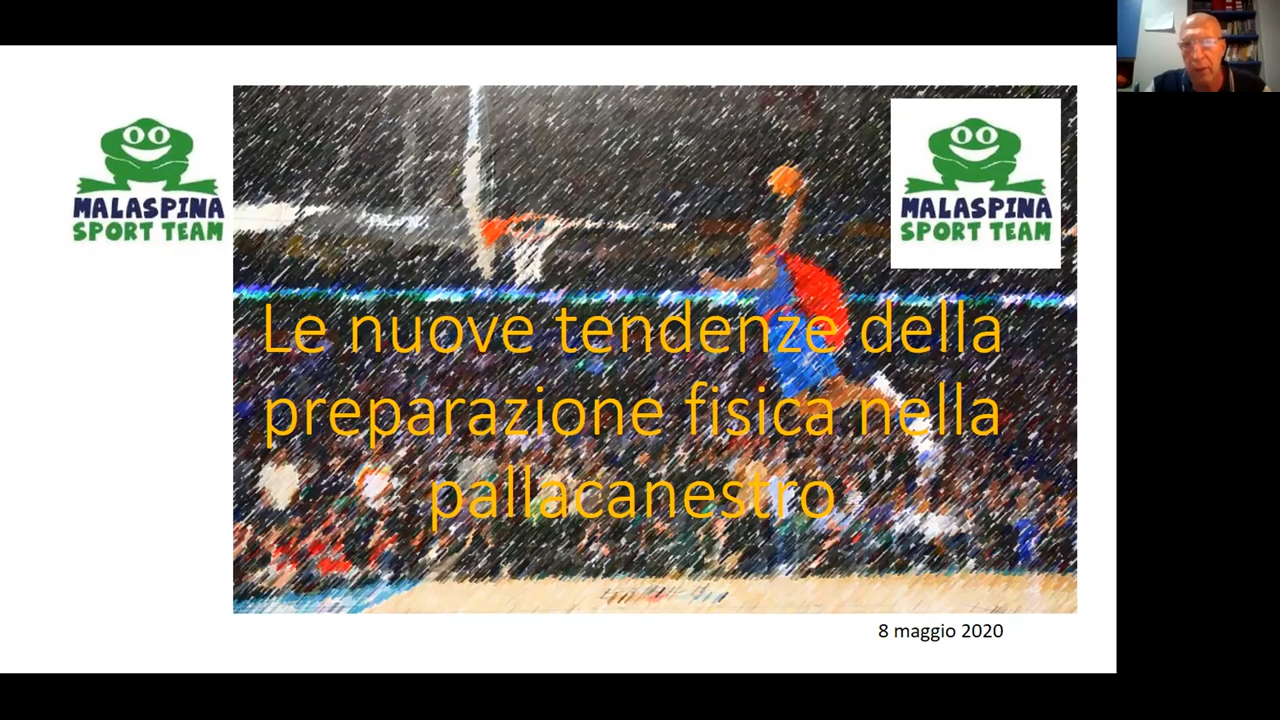 MALASPINA
SPORT TEAM
MALASPINA
SPORT TEAM
Le nuove tendenze della
preparazione fisica nella
pallacanestro
8 maggio 2020